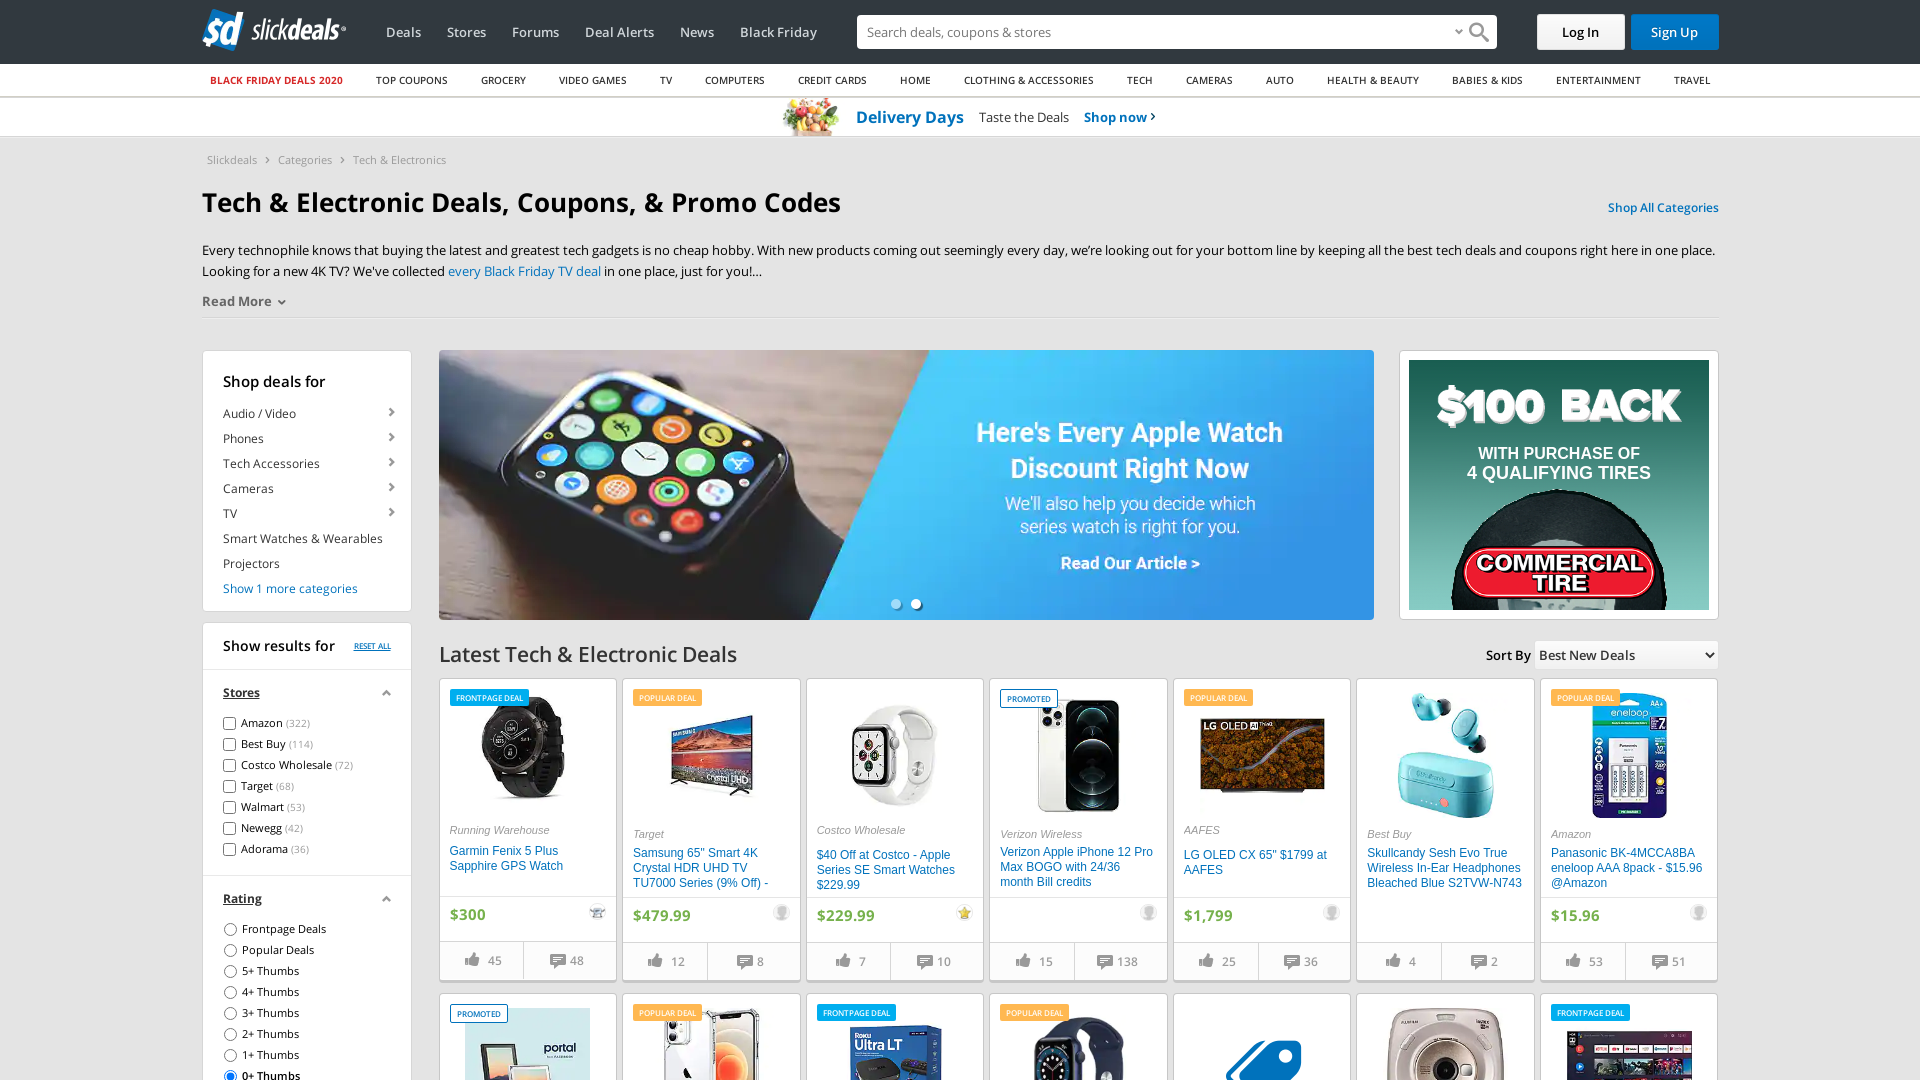 slickdeals
Deals
Stores
Forums
Deal Alerts
News
Black Friday
Search deals, coupons & stores
Log In
Sign Up
BLACK FRIDAY DEALS 2020
TOP COUPONS
GROCERY
VIDEO GAMES
TV
COMPUTERS
CREDIT CARDS
HOME
CLOTHING & ACCESSORIES
TECH
CAMERAS
AUTO
HEALTH & BEAUTY
BABIES & KIDS
ENTERTAINMENT
TRAVEL
Delivery Days
Taste the Deals
Shop now
Slickdeals
Categories
Tech & Electronics
Tech & Electronic Deals, Coupons, & Promo Codes
Shop All Categories
Every technophile knows that buying the latest and greatest tech gadgets is no cheap hobby. With new products coming out seemingly every day, we’re looking out for your bottom line by keeping all the best tech deals and coupons right here in one place.
Looking for a new 4K TV? We've collected every Black Friday TV deal in one place, just for you!...
Read More
Shop deals for
Audio / Video
Phones
Tech Accessories
Cameras
TV
Smart Watches & Wearables
Projectors
Show 1 more categories
Show results for
RESET ALL
Stores
Amazon (322)
Best Buy (114)
Costco Wholesale (72)
Target (68)
Walmart (53)
Newegg (42)
Adorama (36)
Rating
Frontpage Deals
Popular Deals
5+ Thumbs
4+ Thumbs
3+ Thumbs
2+ Thumbs
1+ Thumbs
0+ Thumbs
Here's Every Apple Watch
Discount Right Now
We'll also help you decide which
series watch is right for you.
Read Our Article >
$100 BACK
WITH PURCHASE OF
4 QUALIFYING TIRES
COMMERCIAL
TIRE
Latest Tech & Electronic Deals
Sort By
Best New Deals
FRONTPAGE DEAL
Running Warehouse
Garmin Fenix 5 Plus
Sapphire GPS Watch
$300
45
48
POPULAR DEAL
Target
Samsung 65" Smart 4K
Crystal HDR UHD TV
TU7000 Series (9% Off) -
$479.99
12
8
Costco Wholesale
$40 Off at Costco - Apple
Series SE Smart Watches
$229.99
$229.99
7
10
PROMOTED
Verizon Wireless
Verizon Apple iPhone 12 Pro
Max BOGO with 24/36
month Bill credits
15
138
POPULAR DEAL
LG OLED AI ThinQ
AAFES
LG OLED CX 65" $1799 at
AAFES
$1,799
25
36
Best Buy
Skullcandy Sesh Evo True
Wireless In-Ear Headphones
Bleached Blue S2TVW-N743
4
2
POPULAR DEAL
AA+
eneloop
Amazon
Panasonic BK-4MCCA8BA
eneloop AAA 8pack - $15.96
@Amazon
$15.96
53
51
PROMOTED
portal
POPULAR DEAL
FRONTPAGE DEAL
Roku
Ultra LT
POPULAR DEAL
FRONTPAGE DEAL